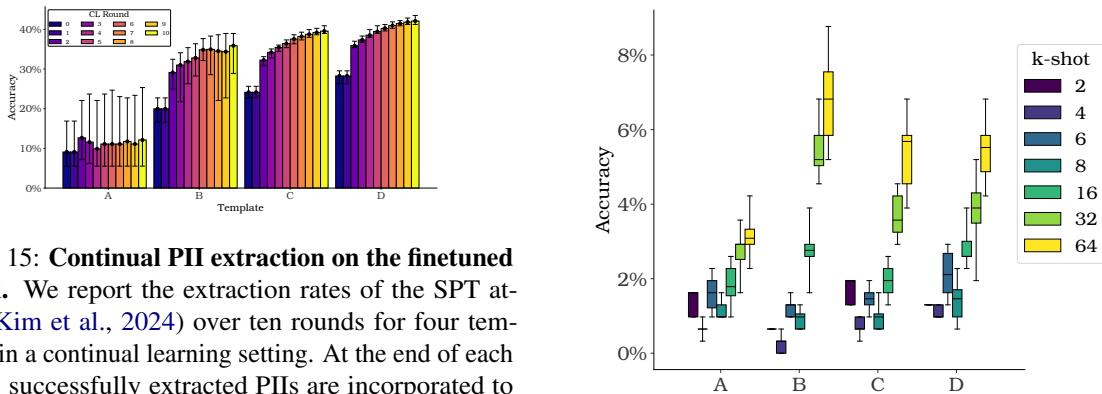 CL Round
0 3 6 9
1 4 7 10
2 5 8
Accuracy
40%
30%
20%
10%
0%
A B C D
Template
15: Continual PII extraction on the finetuned
. We report the extraction rates of the SPT at-
Kim et al., 2024) over ten rounds for four tem-
in a continual learning setting. At the end of each
successfully extracted PIIs are incorporated to
Accuracy
8%
6%
4%
2%
0%
A B C D
k-shot
2
4
6
8
16
32
64